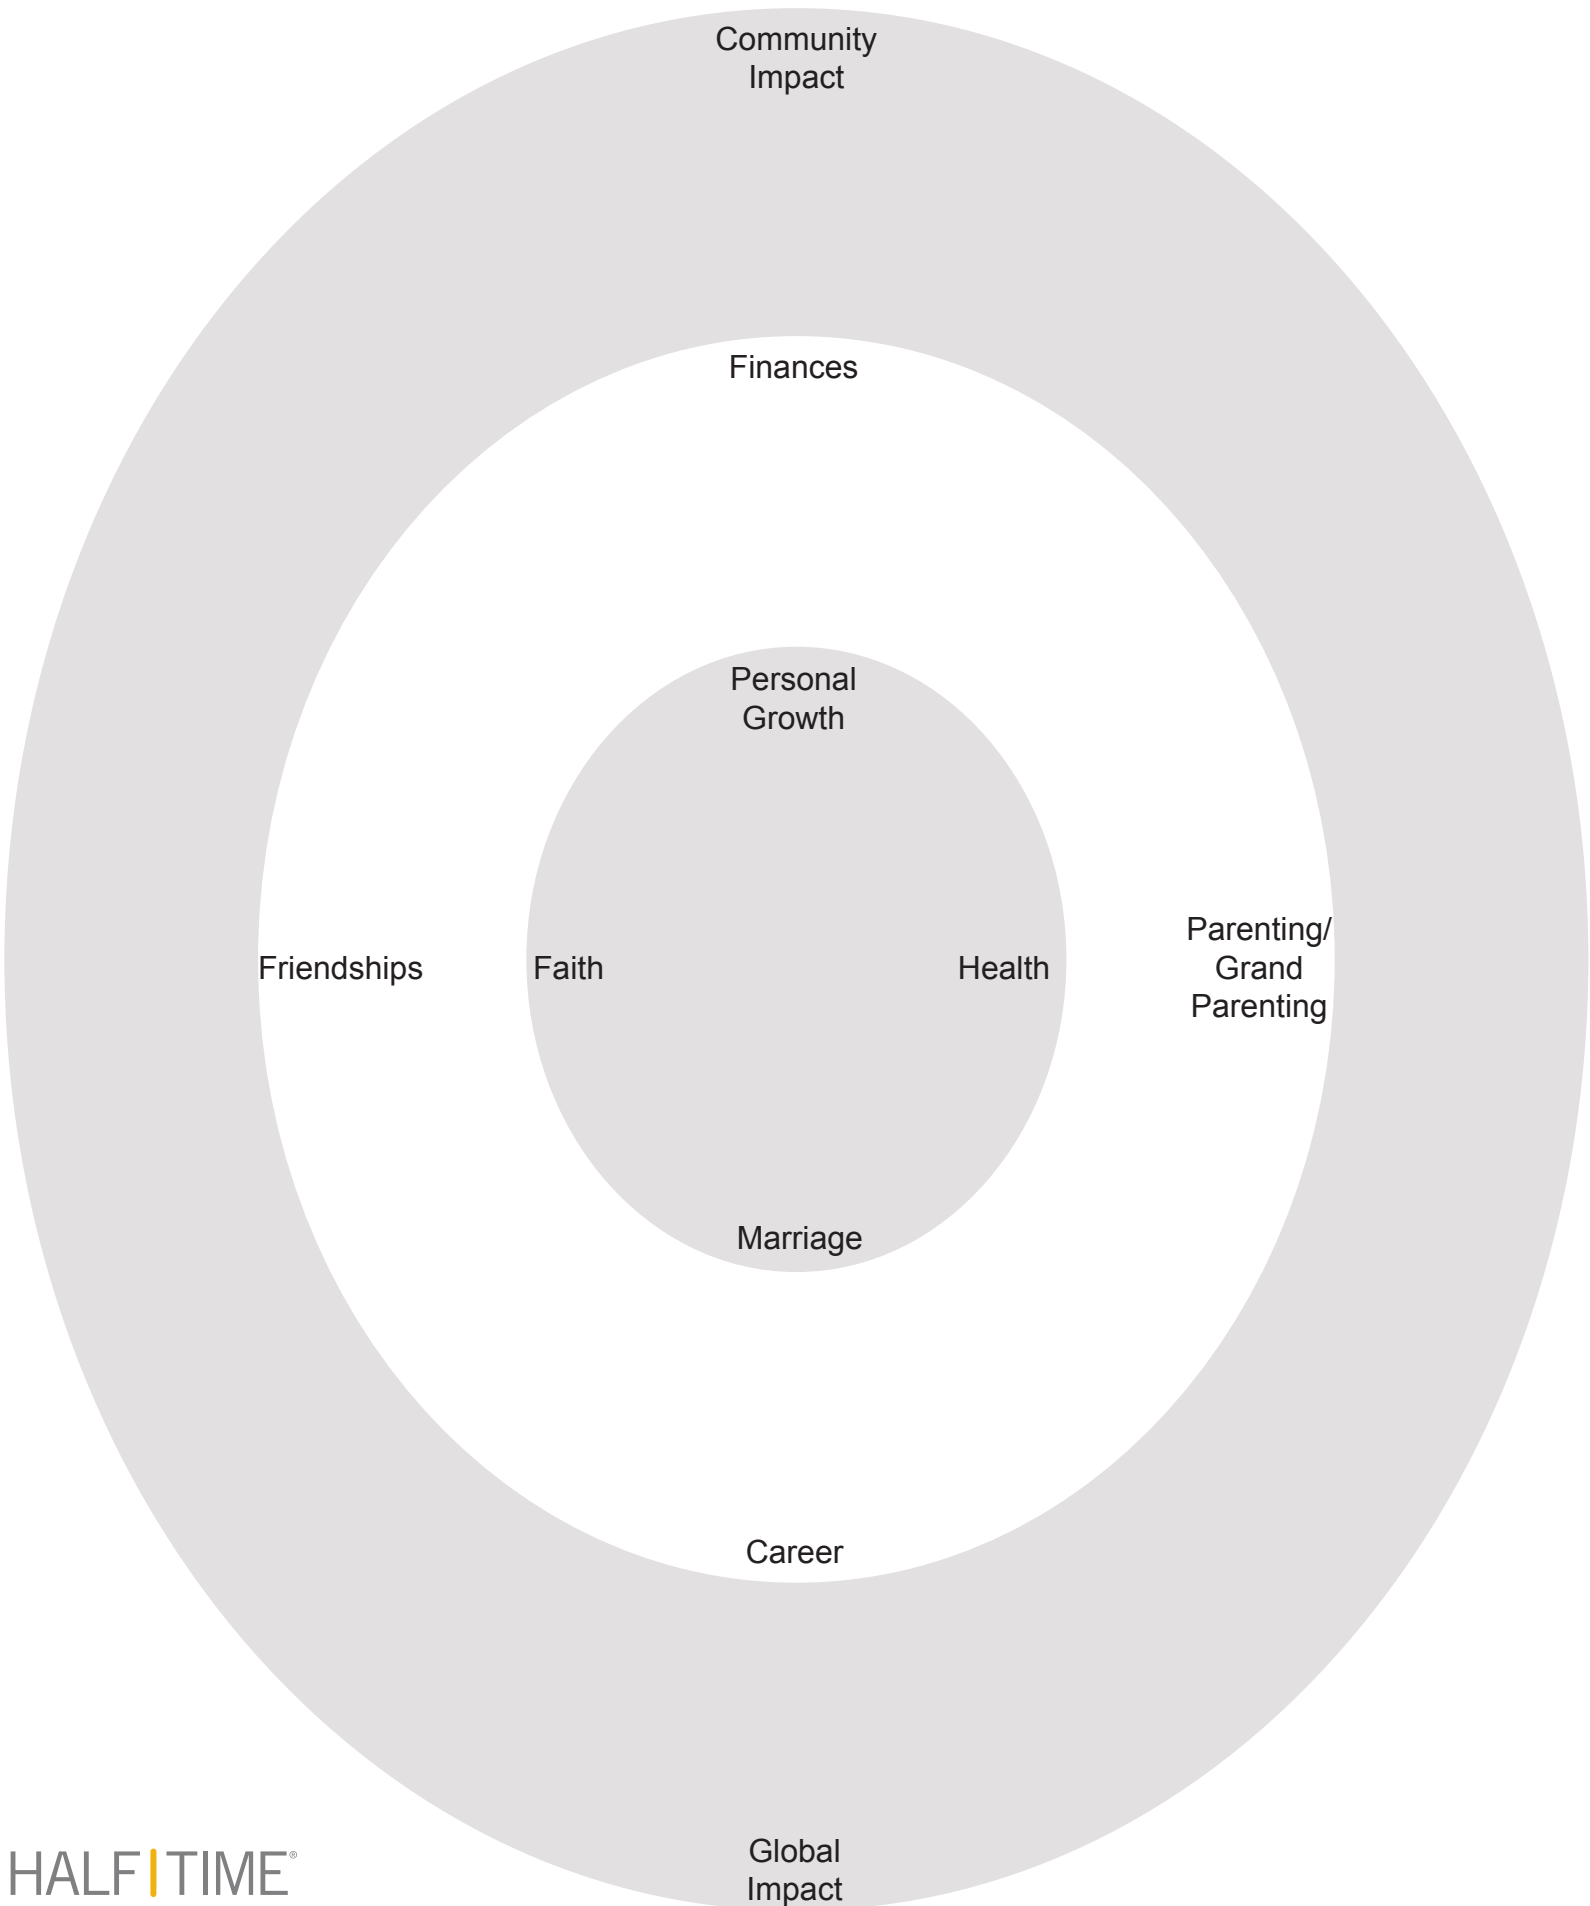 Community
Impact
Finances
Personal
Growth
Friendships
Faith
Health
Parenting/
Grand
Parenting
Marriage
Career
Global
Impact
HALF|TIME®